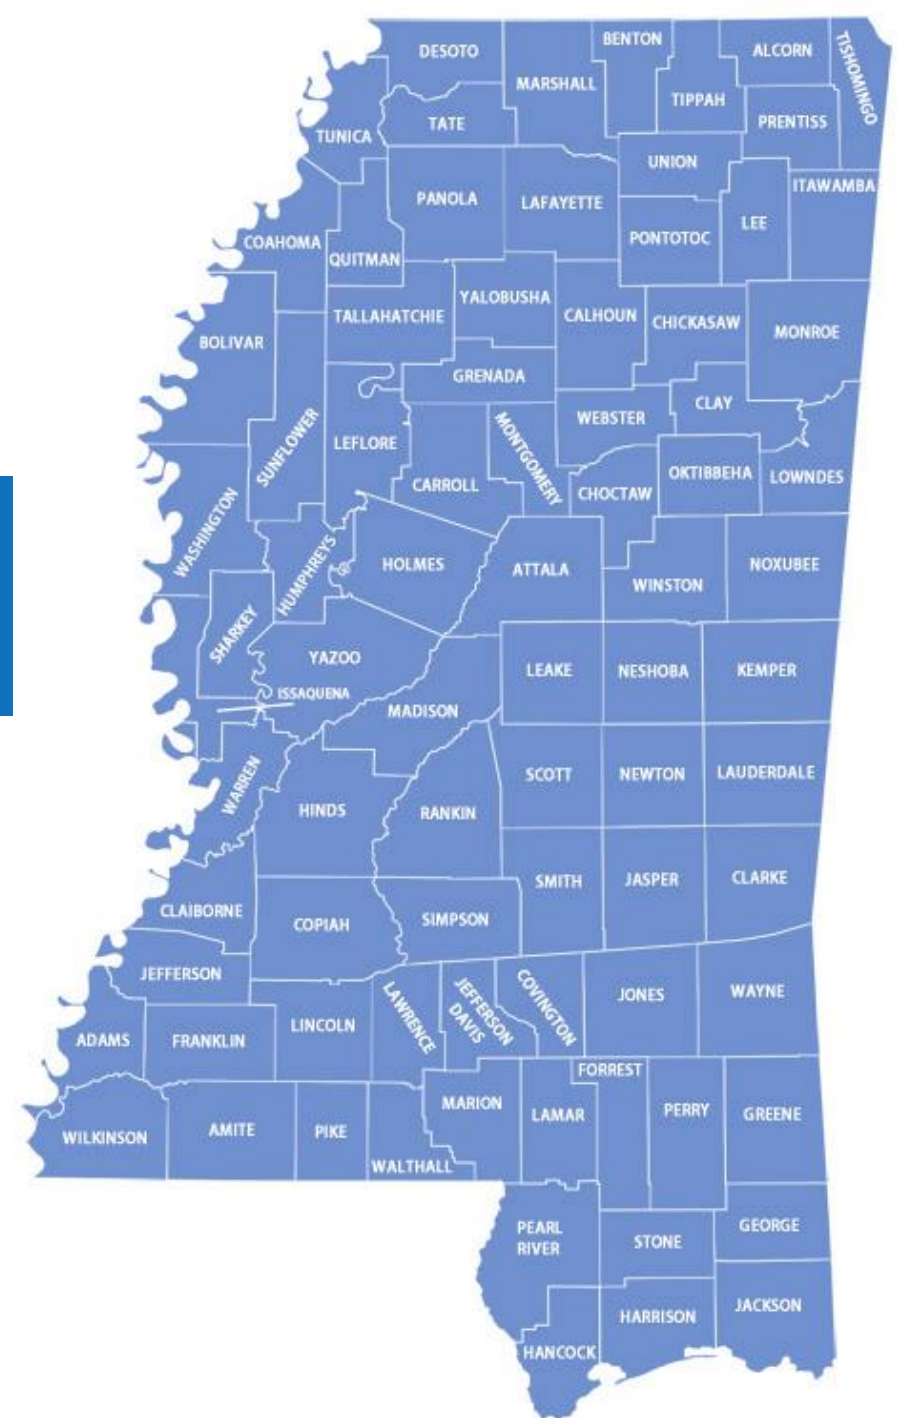 BENTON
DESOTO
ALCORN
TISHOMINGO
MARSHALL
TIPPAH
TATE
PRENTISS
TUNICA
UNION
ITAWAMBA
PANOLA
LAFAYETTE
LEE
PONTOTOC
COAHOMA
QUITMAN
YALOBUSHA
TALLAHATCHIE
CALHOUN
CHICKASAW
MONROE
BOLIVAR
GRENADA
CLAY
WEBSTER
SUNFLOWER
LEFLORE
MONTGOMERY
OKTIBBEHA
LOWNDES
CARROLL
CHOCTAW
WASHINGTON
HUMPHREYS
HOLMES
ATTALA
NOXUBEE
WINSTON
SHARKEY
YAZOO
LEAKE
NESHOBA
KEMPER
ISSAQUENA
MADISON
SCOTT
NEWTON
LAUDERDALE
WARREN
HINDS
RANKIN
SMITH
JASPER
CLARKE
CLAIBORNE
COPIAH
SIMPSON
JEFFERSON
LAWRENCE
JEFFERSON
DAVIS
COVINGTON
JONES
WAYNE
ADAMS
FRANKLIN
LINCOLN
FORREST
MARION
LAMAR
PERRY
GREENE
WILKINSON
AMITE
PIKE
WALTHALL
PEARL
RIVER
STONE
GEORGE
HARRISON
JACKSON
HANCOCK